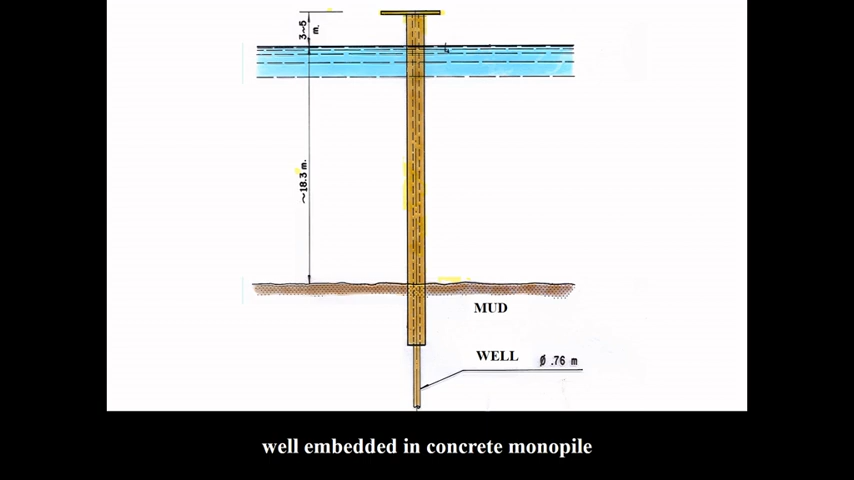 3~5 m.
~18.3 m.
MUD
WELL
Ø .76 m
well embedded in concrete monopile